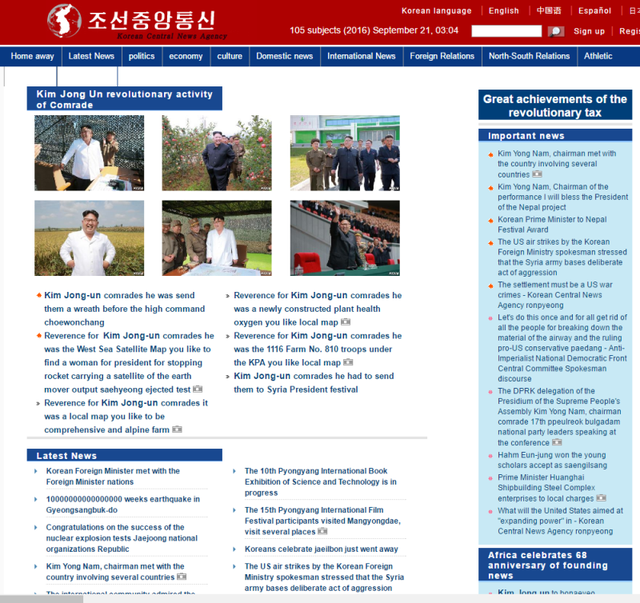 Korean language | English | 中国语 | Español | 日
조선중앙통신
Korean Central News Agency
105 subjects (2016) September 21, 03:04
Sign up | Regis
Home away
Latest News
politics
economy
culture
Domestic news
International News
Foreign Relations
North-South Relations
Athletic
Kim Jong Un revolutionary activity
of Comrade
Kim Jong-un comrades he was send
them a wreath before the high command
choewonchang
Reverence for Kim Jong-un comrades he
was the West Sea Satellite Map you like to
find a woman for president for stopping
rocket carrying a satellite of the earth
mover output saehyeong ejected test
Reverence for Kim Jong-un comrades it
was a local map you like to be
comprehensive and alpine farm
Reverence for Kim Jong-un comrades he
was a newly constructed plant health
oxygen you like local map
Reverence for Kim Jong-un comrades he
was the 1116 Farm No. 810 troops under
the KPA you like local map
Kim Jong-un comrades he had to send
them to Syria President festival
Latest News
Korean Foreign Minister met with the
Foreign Minister nations
10000000000000000 weeks earthquake in
Gyeongsangbuk-do
Congratulations on the success of the
nuclear explosion tests Jaejoong national
organizations Republic
Kim Yong Nam, chairman met with the
country involving several countries
The international community admired the
The 10th Pyongyang International Book
Exhibition of Science and Technology is in
progress
The 15th Pyongyang International Film
Festival participants visited Mangyongdae,
visit several places
Koreans celebrate jaeilbon just went away
The US air strikes by the Korean Foreign
Ministry spokesman stressed that the Syria
army bases deliberate act of aggression
Great achievements of the
revolutionary tax
Important news
Kim Yong Nam, chairman met with
the country involving several
countries
Kim Yong Nam, Chairman of the
performance I will bless the President
of the Nepal project
Korean Prime Minister to Nepal
Festival Award
The US air strikes by the Korean
Foreign Ministry spokesman stressed
that the Syria army bases deliberate
act of aggression
The settlement must be a US war
crimes - Korean Central News
Agency ronpyeong
Let's do this once and for all get rid of
all the people for breaking down the
material of the airway and the ruling
pro-US conservative paedang - Anti-
Imperialist National Democratic Front
Central Committee Spokesman
discourse
The DPRK delegation of the
Presidium of the Supreme People's
Assembly Kim Yong Nam, chairman
comrade 17th ppeulreok bulgadam
national party leaders speaking at
the conference
Hahm Eun-jung won the young
scholars accept as saengilsang
Prime Minister Huanghai
Shipbuilding Steel Complex
enterprises to local charges
What will the United States aimed at
"expanding power" in - Korean
Central News Agency ronpyeong
Africa celebrates 68
anniversary of founding
news
Kim Jong-un to bonaeyeo